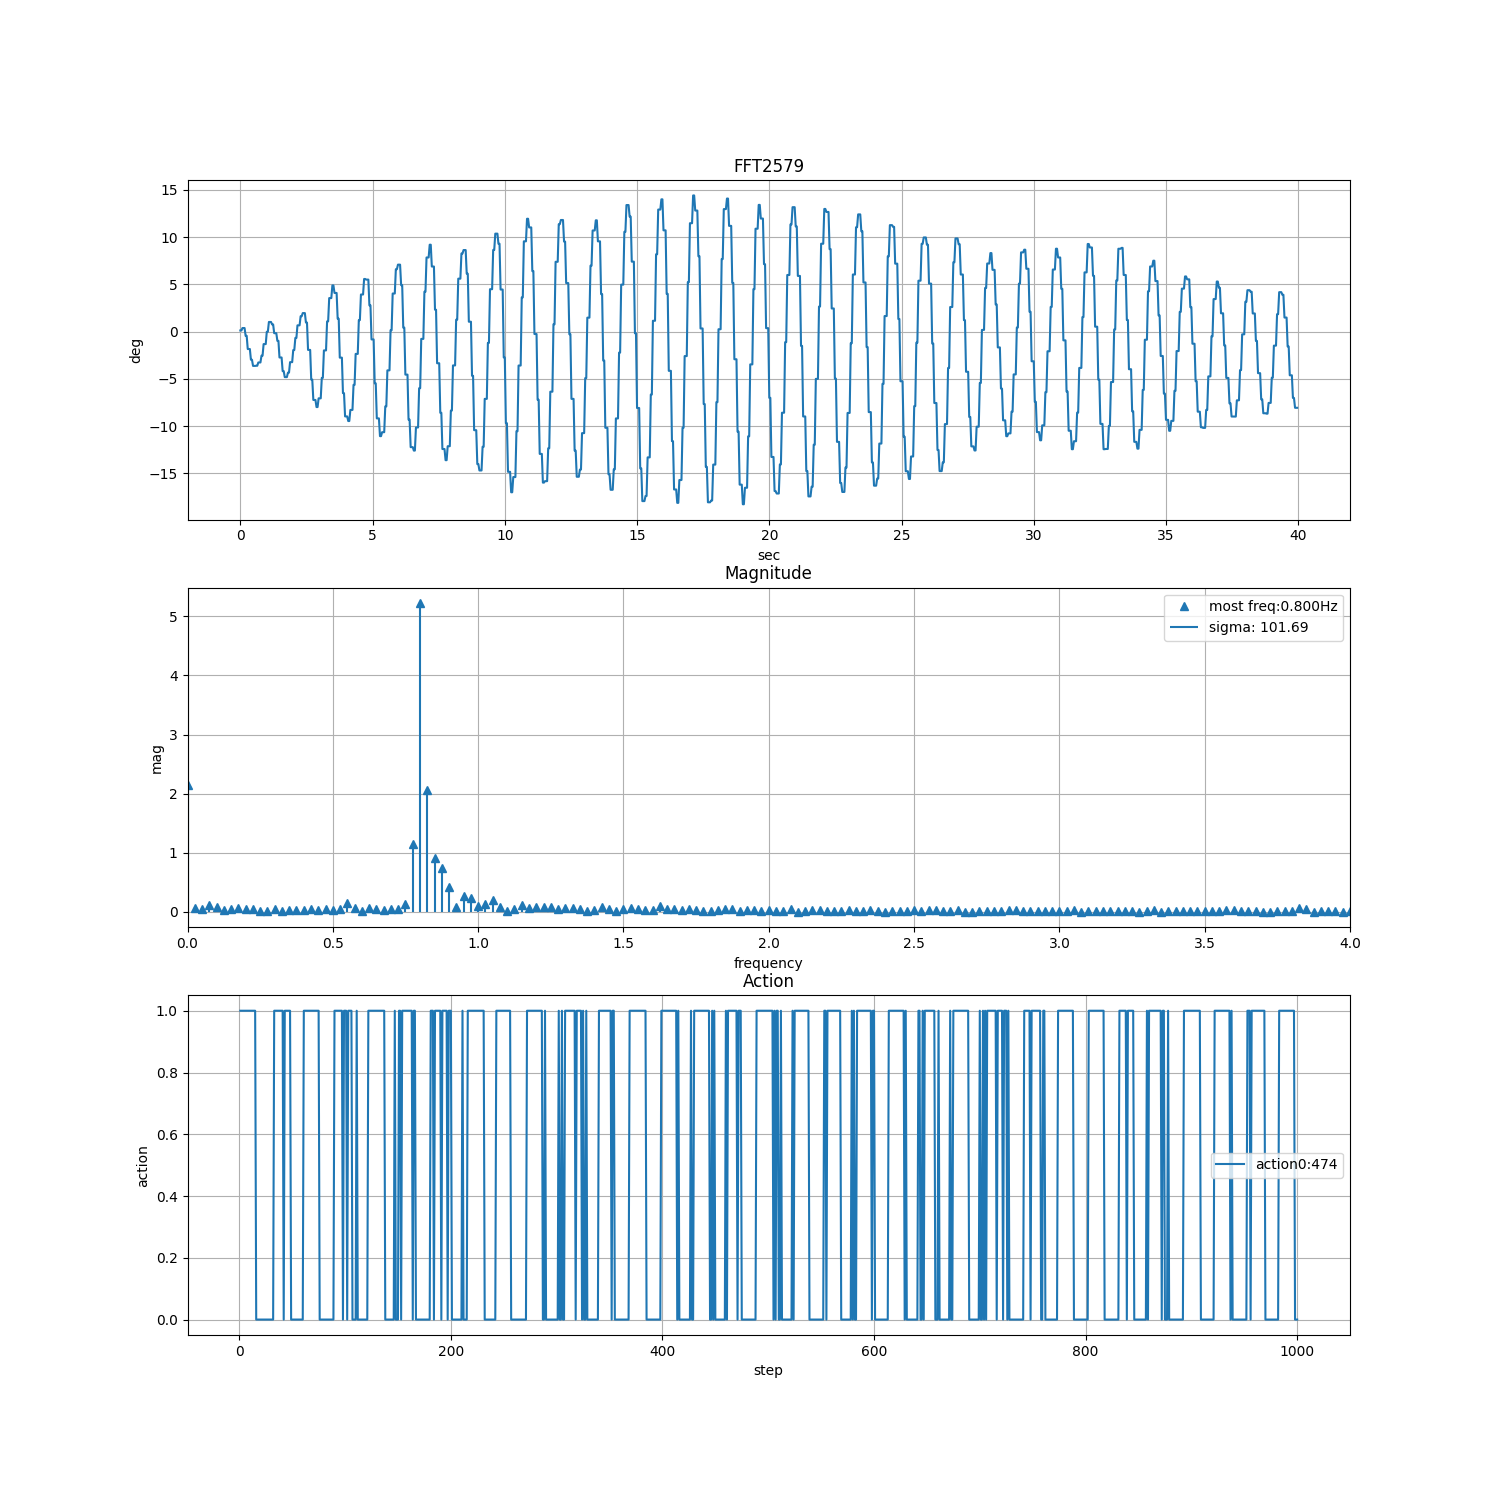 FFT2579
15
10
5
0
−5
−10
−15
deg
0 5 10 15 20 25 30 35 40
sec
Magnitude
most freq:0.800Hz
sigma: 101.69
5
4
3
2
1
0
mag
0.0 0.5 1.0 1.5 2.0 2.5 3.0 3.5 4.0
frequency
Action
1.0
0.8
0.6
0.4
0.2
0.0
action
action0:474
0 200 400 600 800 1000
step